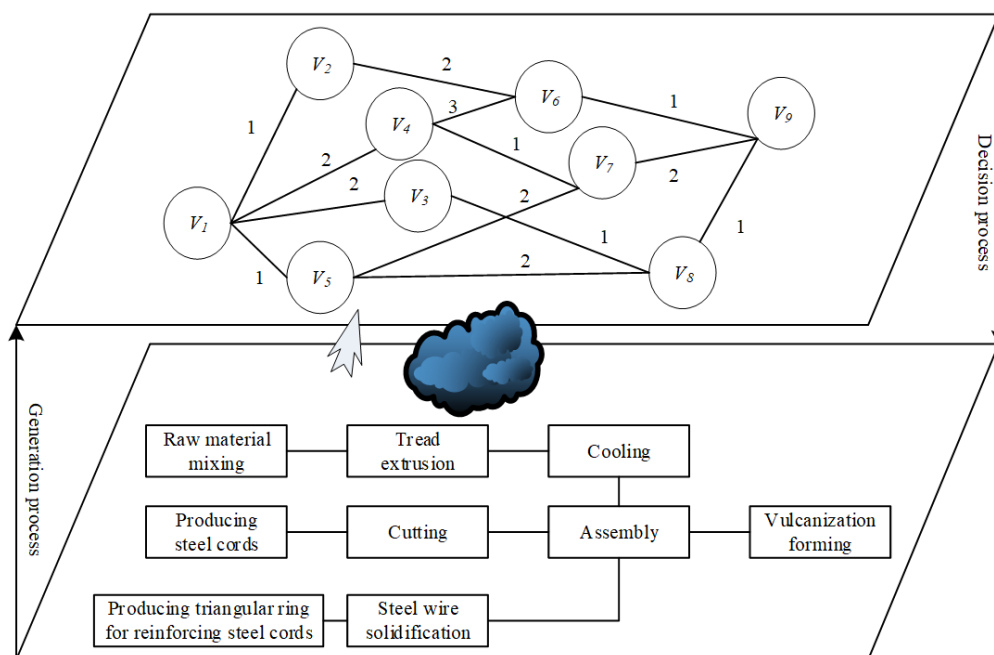 V2
2
V6
1
V9
3
V4
1
1
V7
2
2
2
2
V3
V1
1
1
V5
2
V8
1
Decision process
Generation process
Raw material
mixing
Tread
extrusion
Cooling
Producing
steel cords
Cutting
Assembly
Vulcanization
forming
Producing triangular ring
for reinforcing steel cords
Steel wire
solidification